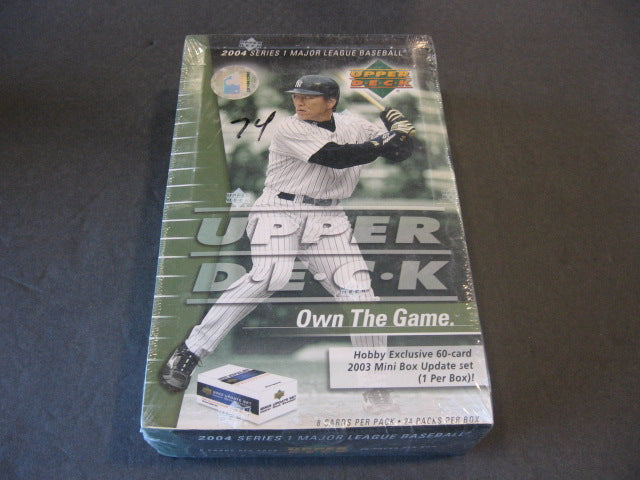 2004 SERIES 1 MAJOR LEAGUE BASEBALL
UPPER
D·E·C·K
74
UPPER
D·E·C·K
Own The Game.
Hobby Exclusive 60-card
2003 Mini Box Update set
(1 Per Box)!
8 CARDS PER PACK • 24 PACKS PER BOX
2004 SERIES 1 MAJOR LEAGUE BASEBALL